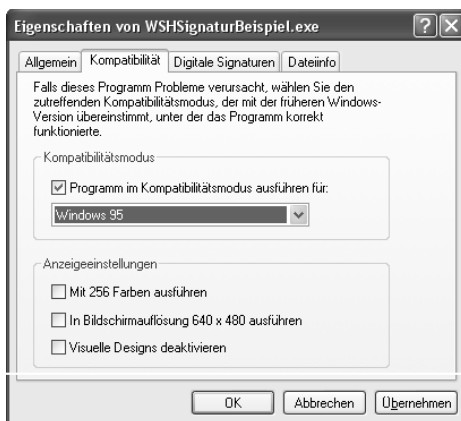 Eigenschaften von WSHSignaturBeispiel.exe
Allgemein Kompatibilität Digitale Signaturen Dateiinfo
Falls dieses Programm Probleme verursacht, wählen Sie den
zutreffenden Kompatibilitätsmodus, der mit der früheren Windows-
Version übereinstimmt, unter der das Programm korrekt
funktionierte.
Kompatibilitätsmodus
Programm im Kompatibilitätsmodus ausführen für:
Windows 95
Anzeigeeinstellungen
Mit 256 Farben ausführen
In Bildschirmauflösung 640 x 480 ausführen
Visuelle Designs deaktivieren
OK Abbrechen Übernehmen